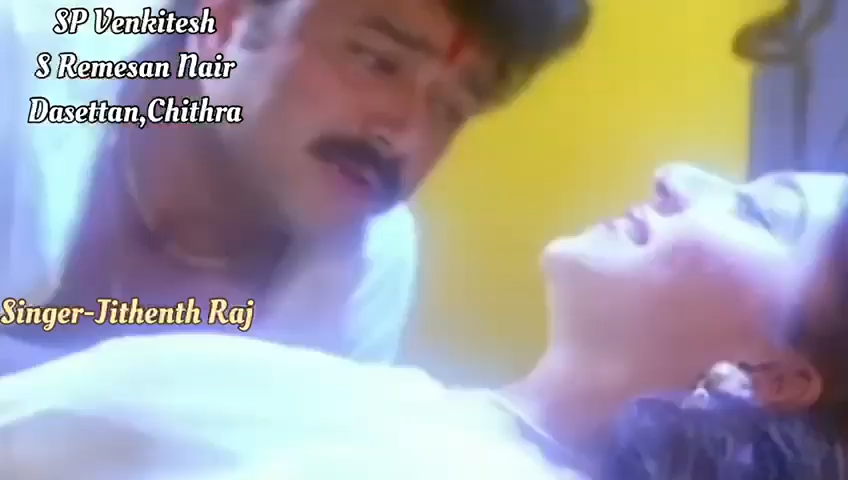 SP Venkitesh
S Remesan Nair
Dasettan,Chithra
Singer-Jithenth Raj